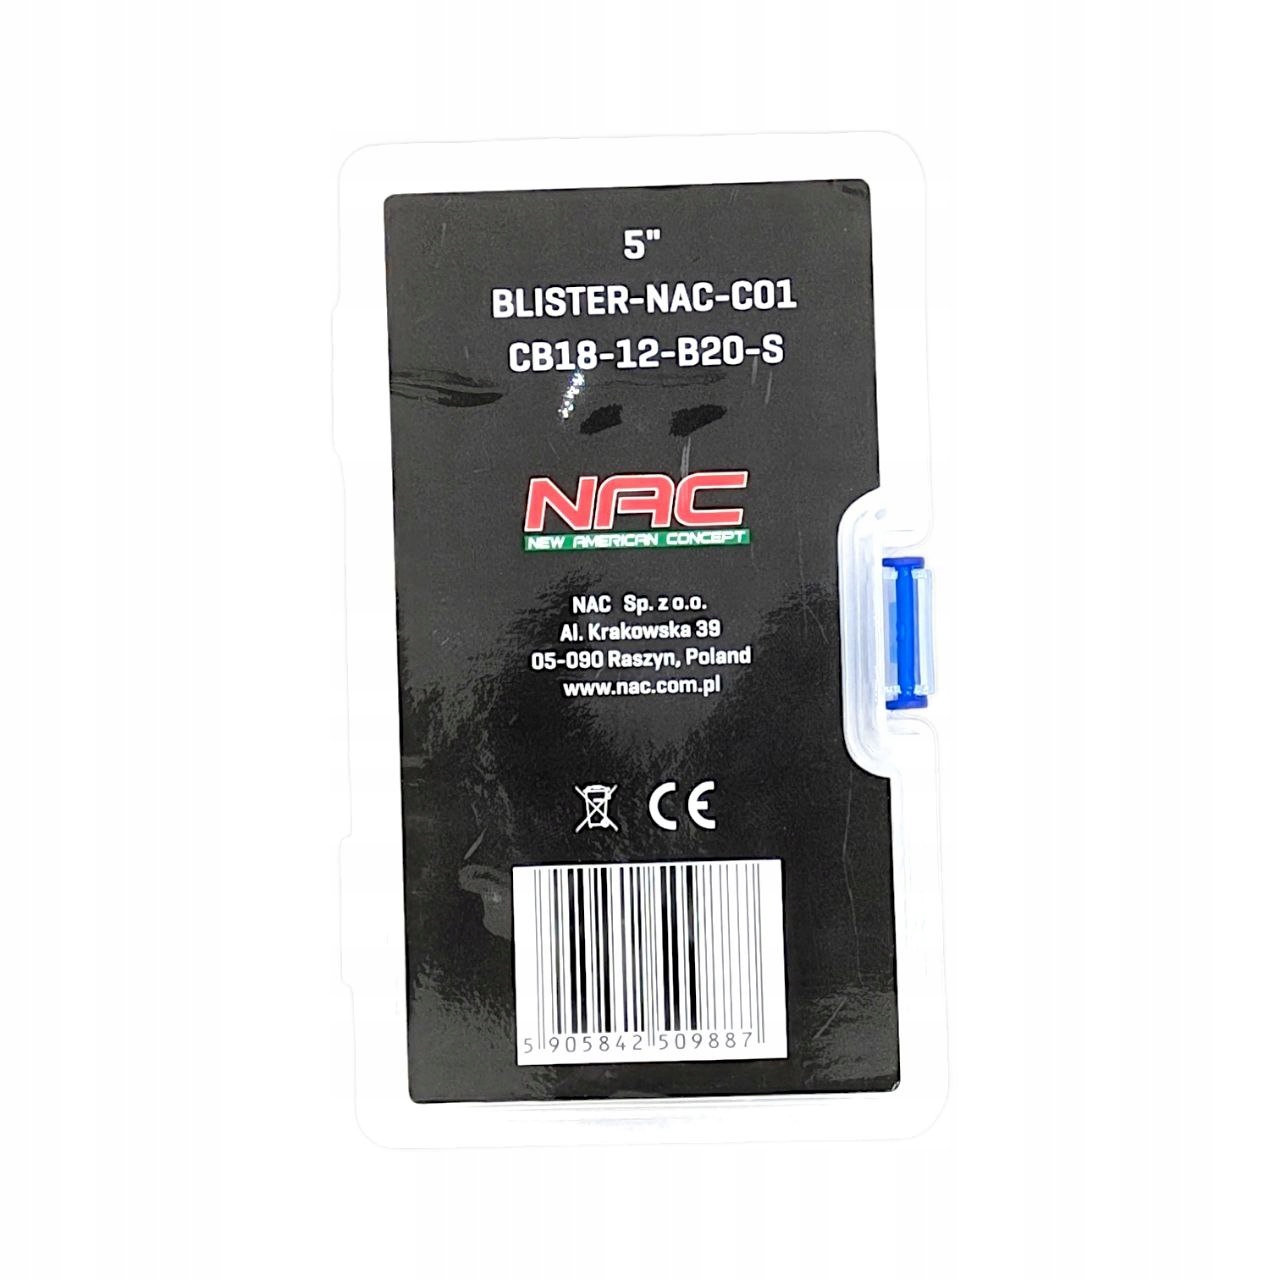 5"
BLISTER-NAC-C01
CB18-12-B20-S
NAC
NEW AMERICAN CONCEPT
NAC Sp. z o.o.
Al. Krakowska 39
05-090 Raszyn, Poland
www.nac.com.pl
CE
5 905842 509887